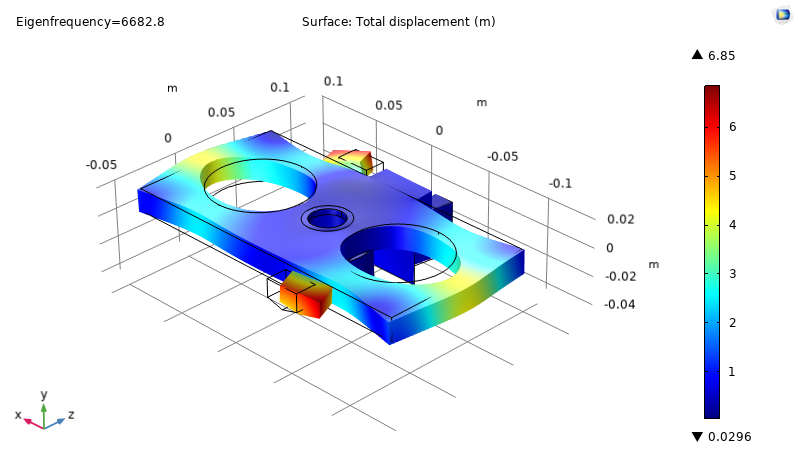 Eigenfrequency=6682.8
Surface: Total displacement (m)
▲ 6.85
m
0.1
0.1
0.05
0.05
m
0
0
-0.05
-0.05
-0.1
0.02
0
m
-0.02
-0.04
6
5
4
3
2
1
▼ 0.0296
y
x
z